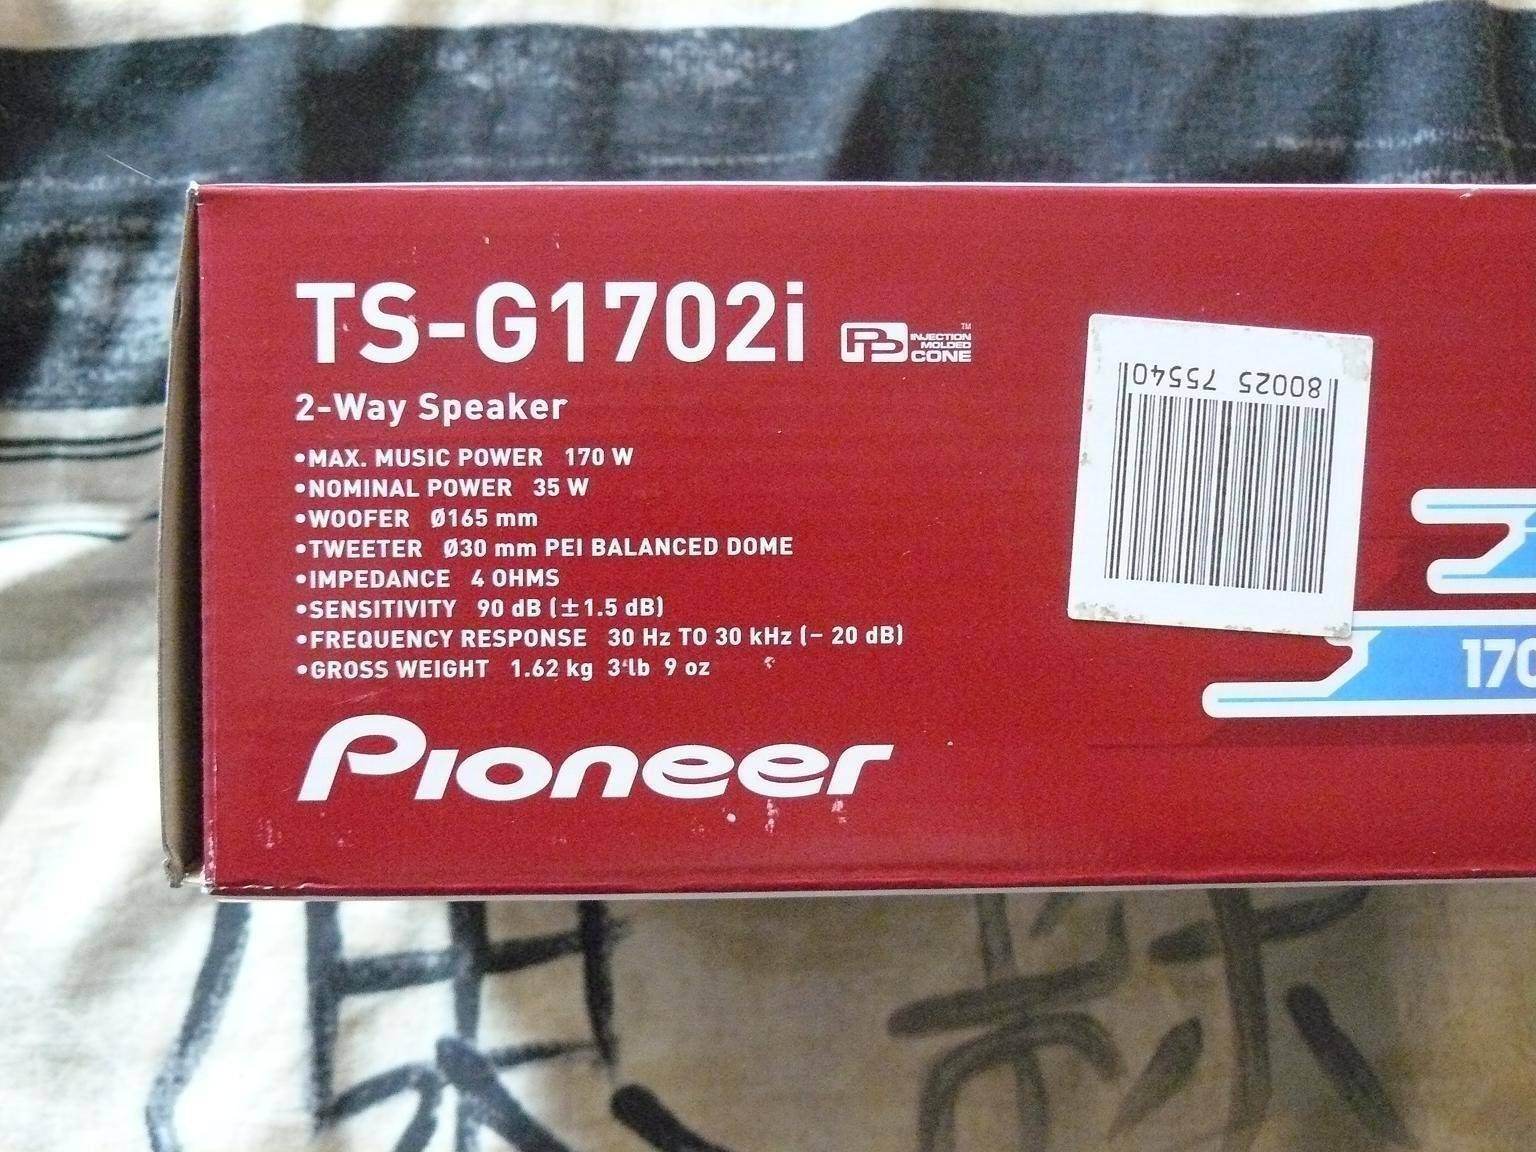 TS-G1702i
INJECTION
MOLDED
CONE
TM
2-Way Speaker
•MAX. MUSIC POWER 170 W
•NOMINAL POWER 35 W
•WOOFER Ø165 mm
•TWEETER Ø30 mm PEI BALANCED DOME
•IMPEDANCE 4 OHMS
•SENSITIVITY 90 dB (±1.5 dB)
•FREQUENCY RESPONSE 30 Hz TO 30 kHz (– 20 dB)
•GROSS WEIGHT 1.62 kg 3 lb 9 oz
Pioneer
80025 75540
170